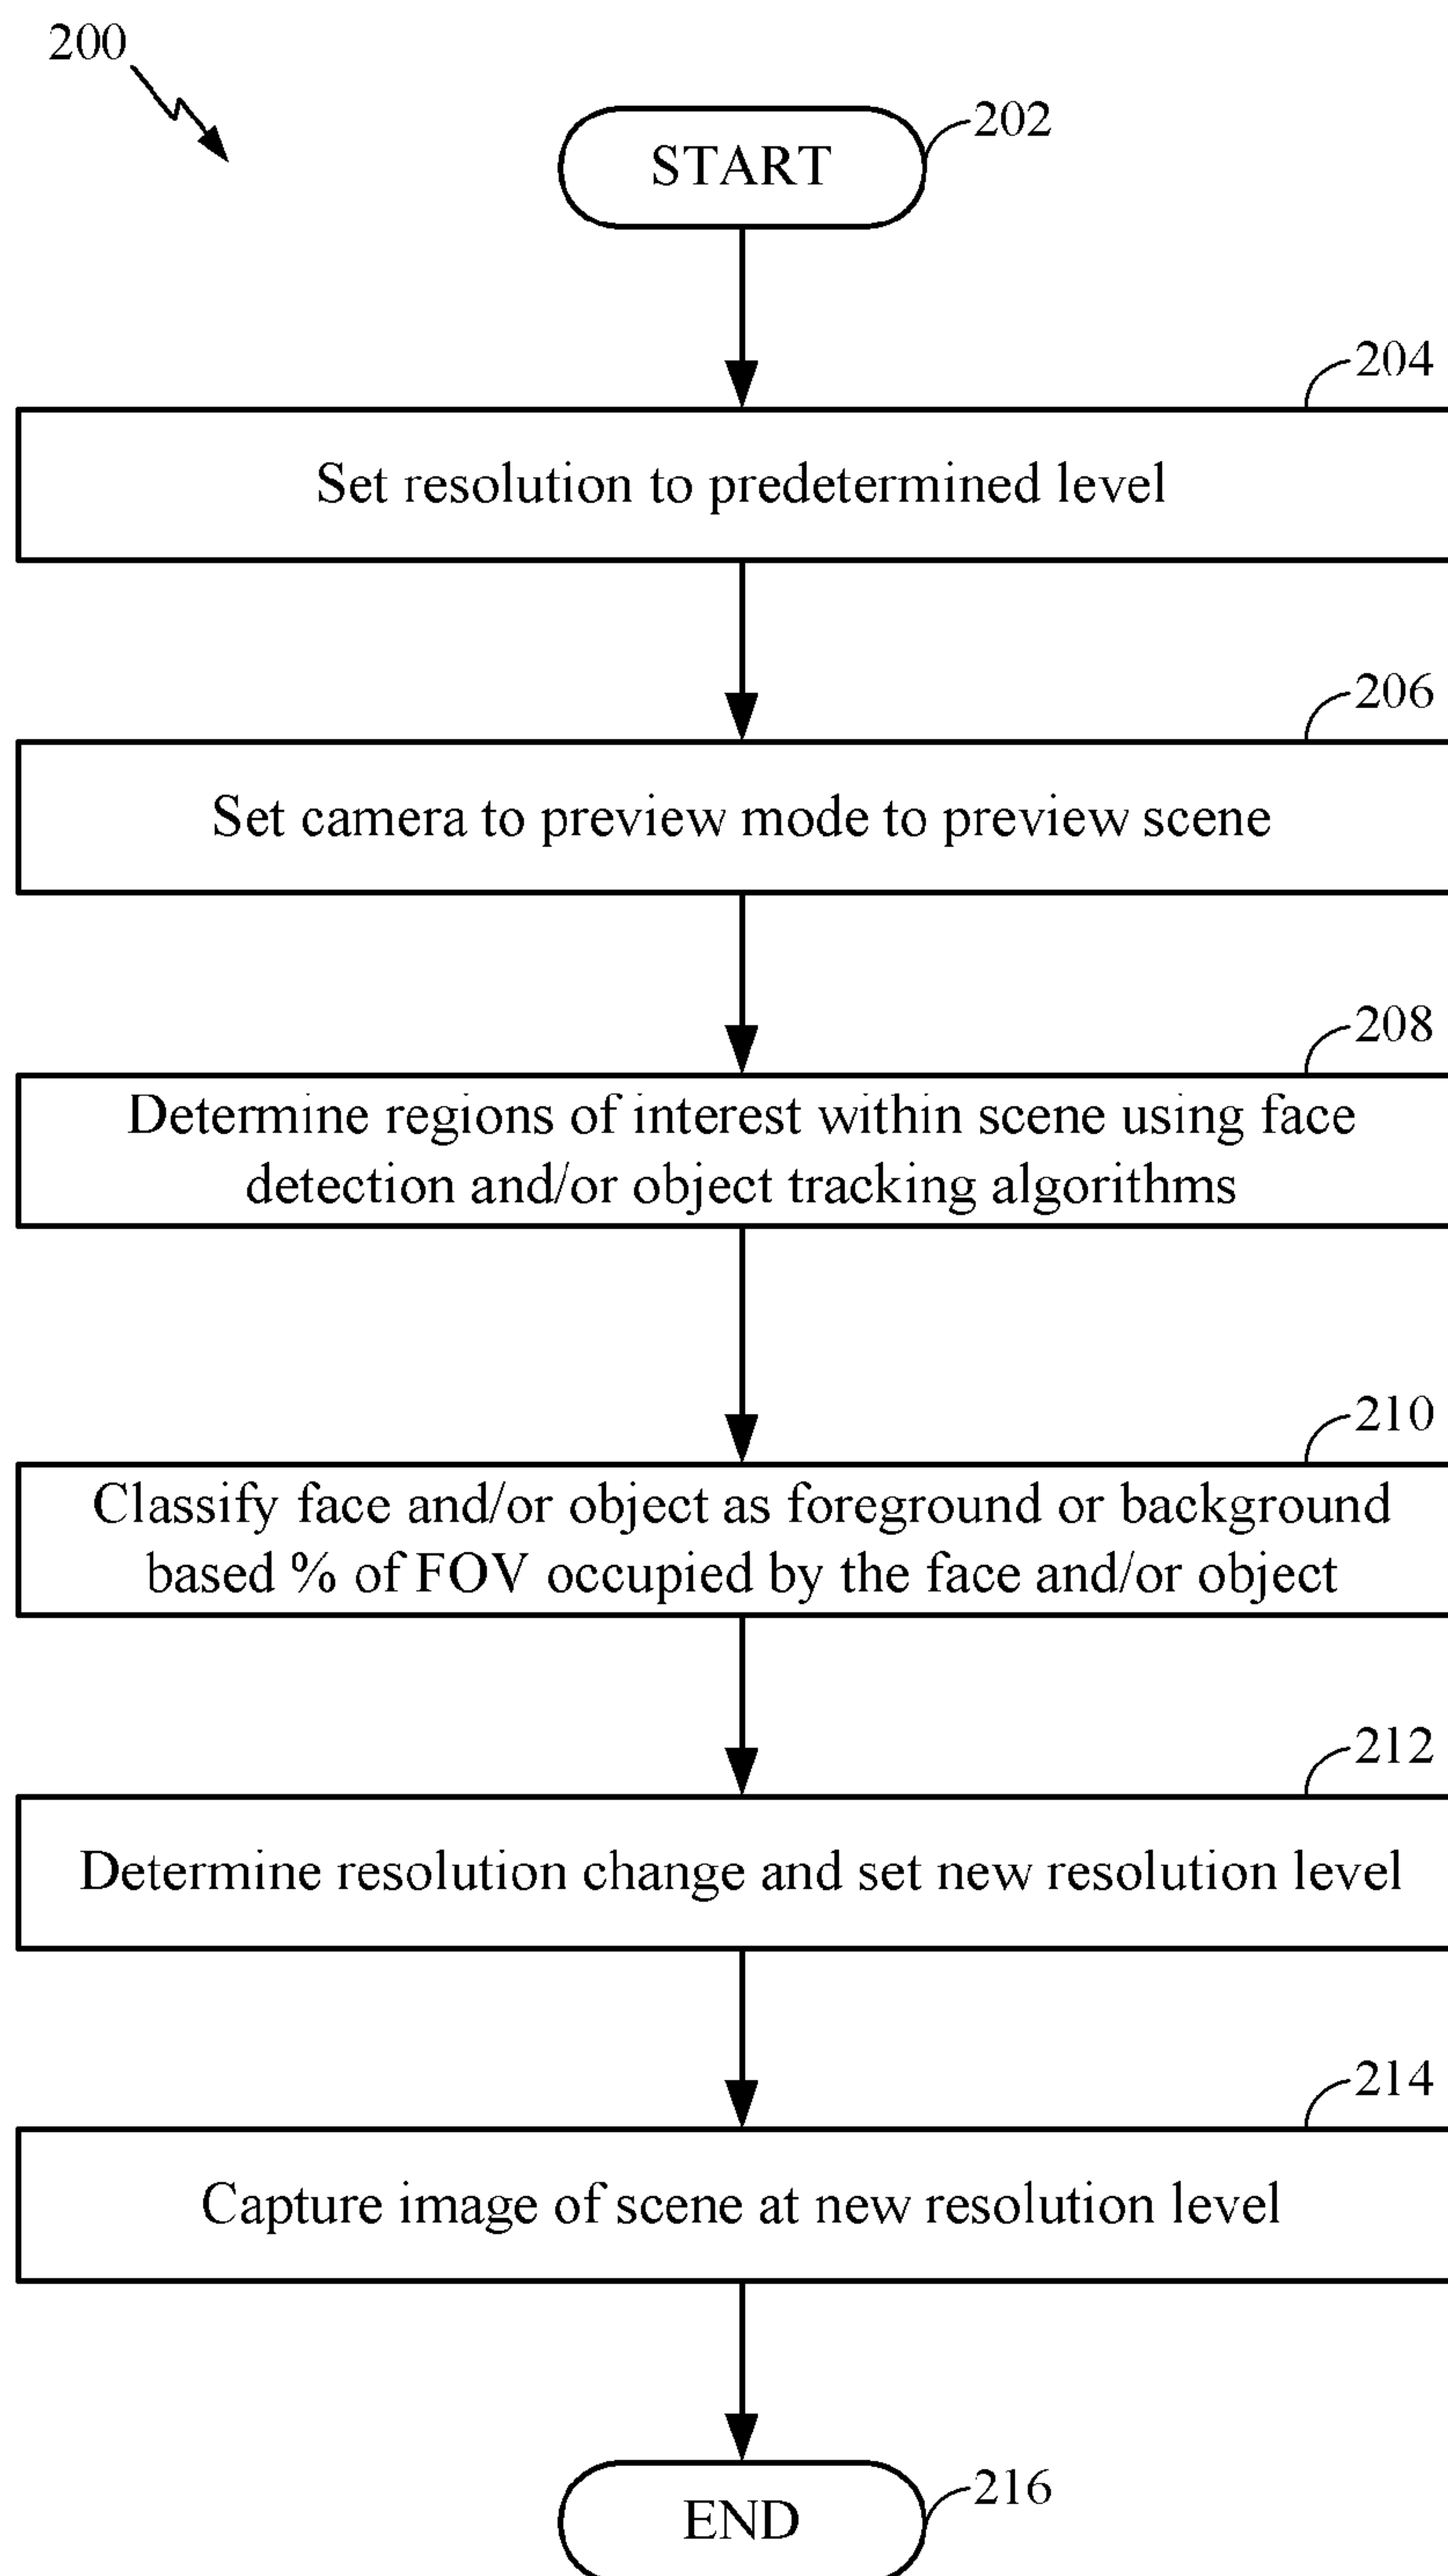 200
START
202
204
Set resolution to predetermined level
206
Set camera to preview mode to preview scene
208
Determine regions of interest within scene using face
detection and/or object tracking algorithms
210
Classify face and/or object as foreground or background
based % of FOV occupied by the face and/or object
212
Determine resolution change and set new resolution level
214
Capture image of scene at new resolution level
END
216